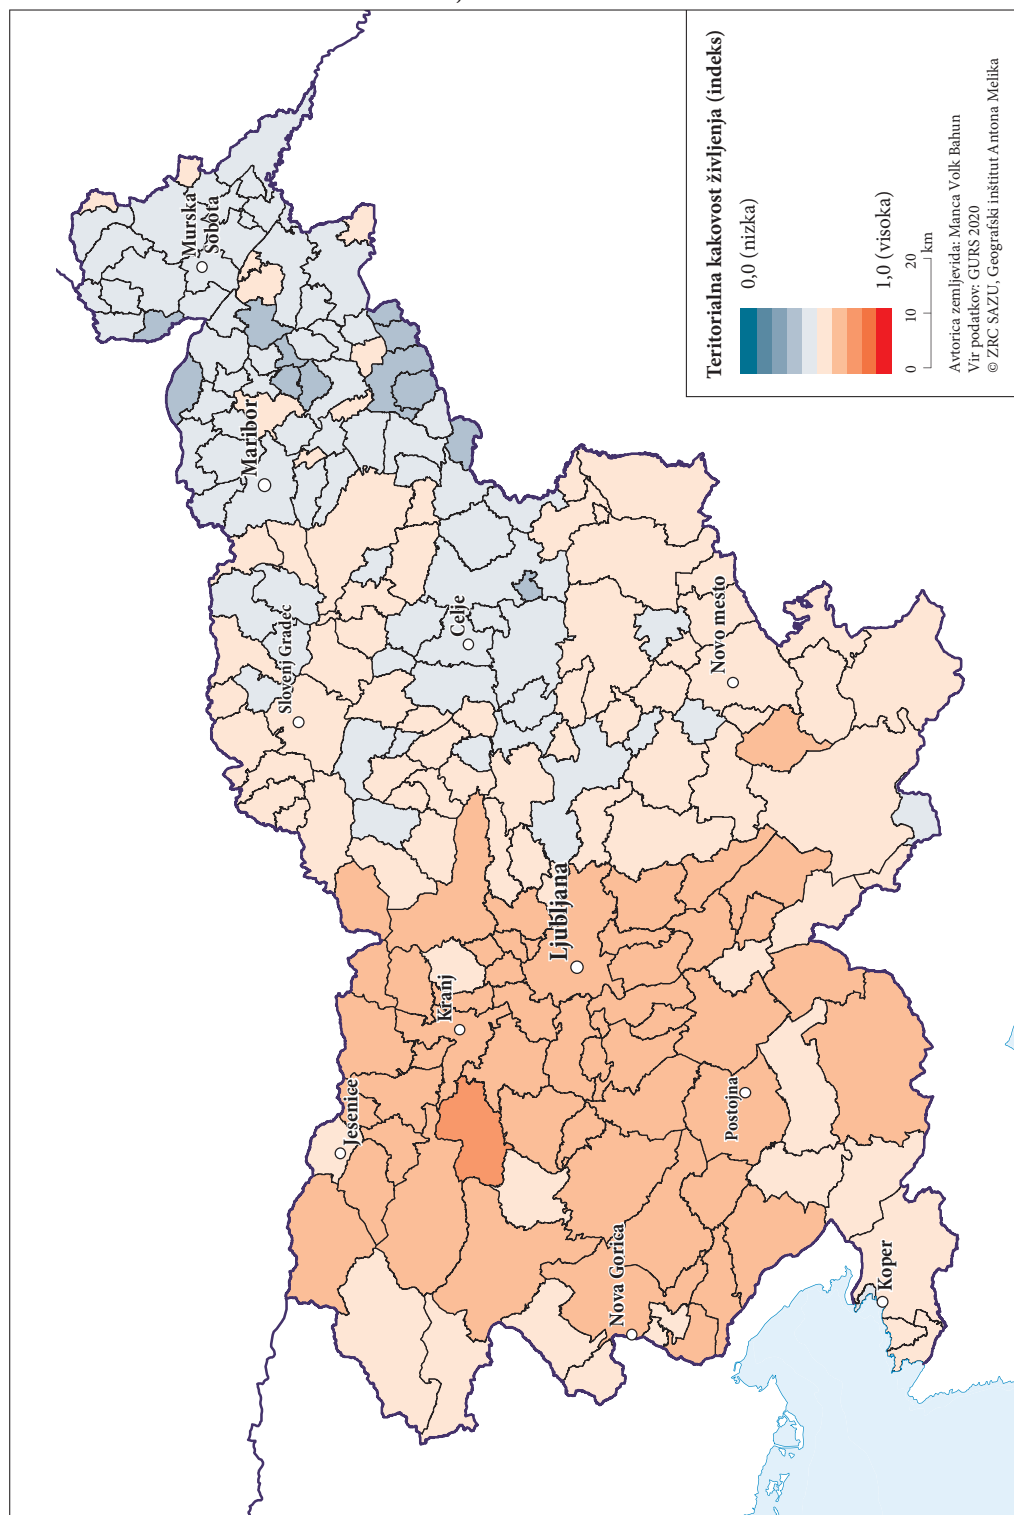 Murska
Sobota
Maribor
Slovenj Gradec
Celje
Novo mesto
Ljubljana
Kranj
Jesenice
Postojna
Nova Gorica
Koper
Teritorialna kakovost življenja (indeks)
0,0 (nizka)
1,0 (visoka)
0 10 20 km
Avtorica zemljevida: Manca Volk Bahun
Vir podatkov: GURS 2020
© ZRC SAZU, Geografski inštitut Antona Melika